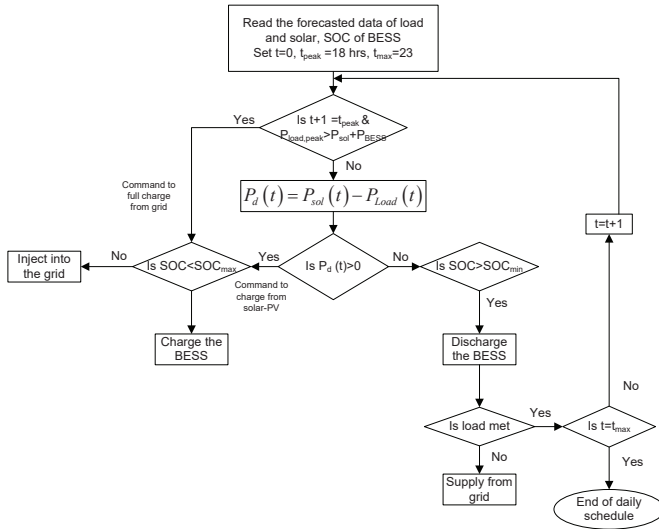 Read the forecasted data of load
and solar, SOC of BESS
Set t=0, tpeak =18 hrs, tmax=23
Is t+1 =tpeak &
Pload,peak>Psol+PBESS
Yes
No
Command to
full charge
from grid
Pd (t) = Psol (t) − PLoad (t)
t=t+1
Inject into
the grid
No
Is SOC<SOCmax
Yes
Command to
charge from
solar-PV
Is Pd (t)>0
No
Is SOC>SOCmin
Yes
Charge the
BESS
Discharge
the BESS
No
Is load met
Yes
Is t=tmax
No
Yes
Supply from
grid
End of daily
schedule